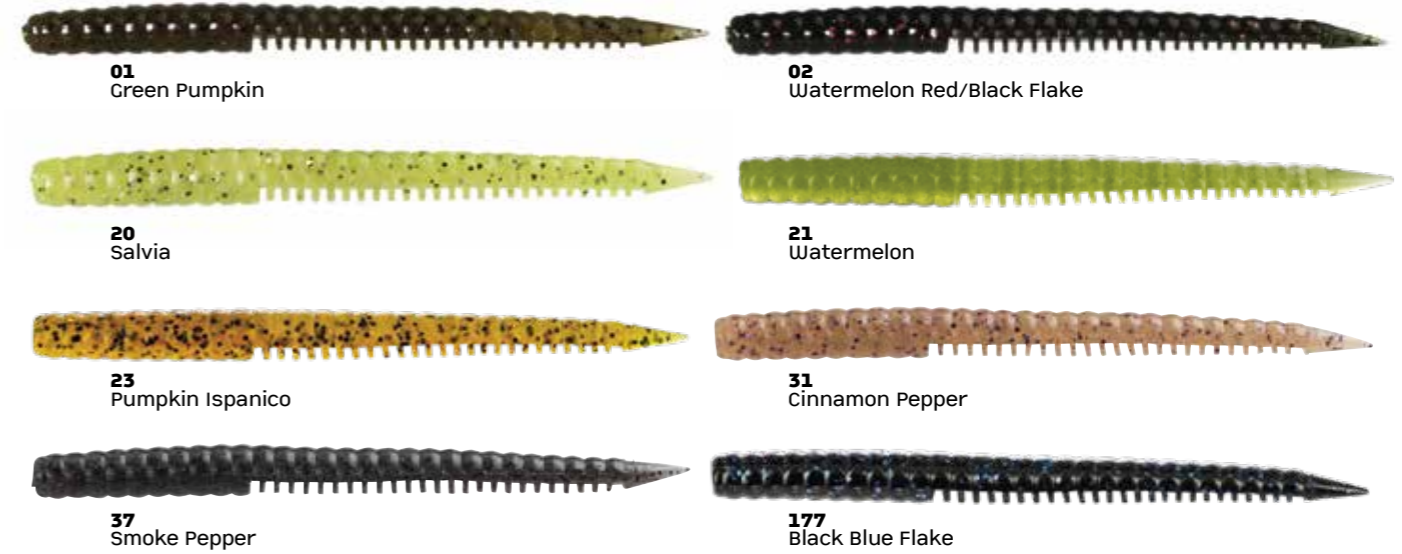 01
Green Pumpkin
02
Watermelon Red/Black Flake
20
Salvia
21
Watermelon
23
Pumpkin Ispanico
31
Cinnamon Pepper
37
Smoke Pepper
177
Black Blue Flake